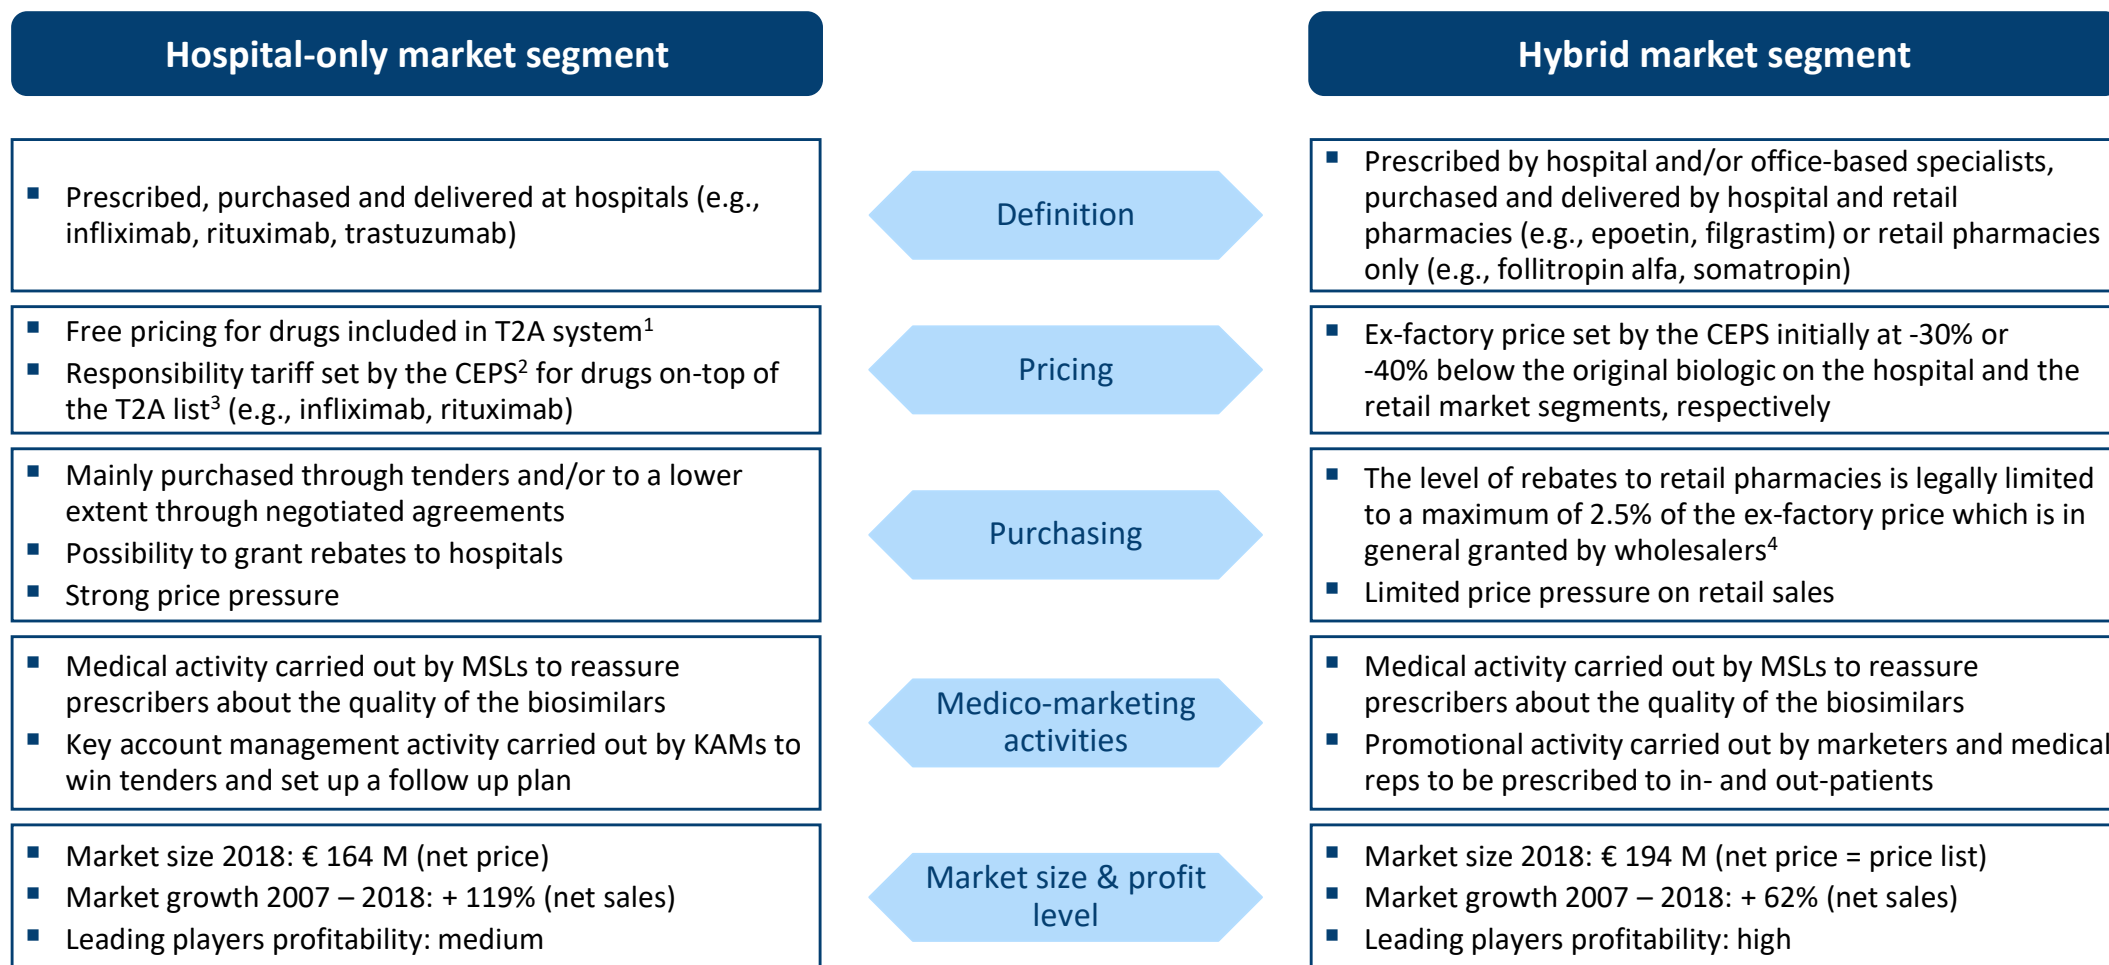 Hospital-only market segment
Hybrid market segment
▪ Prescribed, purchased and delivered at hospitals (e.g.,
infliximab, rituximab, trastuzumab)
Definition
▪ Prescribed by hospital and/or office-based specialists,
purchased and delivered by hospital and retail
pharmacies (e.g., epoetin, filgrastim) or retail pharmacies
only (e.g., follitropin alfa, somatropin)
▪ Free pricing for drugs included in T2A system¹
▪ Responsibility tariff set by the CEPS² for drugs on-top of
the T2A list³ (e.g., infliximab, rituximab)
Pricing
▪ Ex-factory price set by the CEPS initially at -30% or
-40% below the original biologic on the hospital and the
retail market segments, respectively
▪ Mainly purchased through tenders and/or to a lower
extent through negotiated agreements
▪ Possibility to grant rebates to hospitals
▪ Strong price pressure
Purchasing
▪ The level of rebates to retail pharmacies is legally limited
to a maximum of 2.5% of the ex-factory price which is in
general granted by wholesalers⁴
▪ Limited price pressure on retail sales
▪ Medical activity carried out by MSLs to reassure
prescribers about the quality of the biosimilars
▪ Key account management activity carried out by KAMs to
win tenders and set up a follow up plan
Medico-marketing
activities
▪ Medical activity carried out by MSLs to reassure
prescribers about the quality of the biosimilars
▪ Promotional activity carried out by marketers and medical
reps to be prescribed to in- and out-patients
▪ Market size 2018: € 164 M (net price)
▪ Market growth 2007 – 2018: + 119% (net sales)
▪ Leading players profitability: medium
Market size & profit
level
▪ Market size 2018: € 194 M (net price = price list)
▪ Market growth 2007 – 2018: + 62% (net sales)
▪ Leading players profitability: high